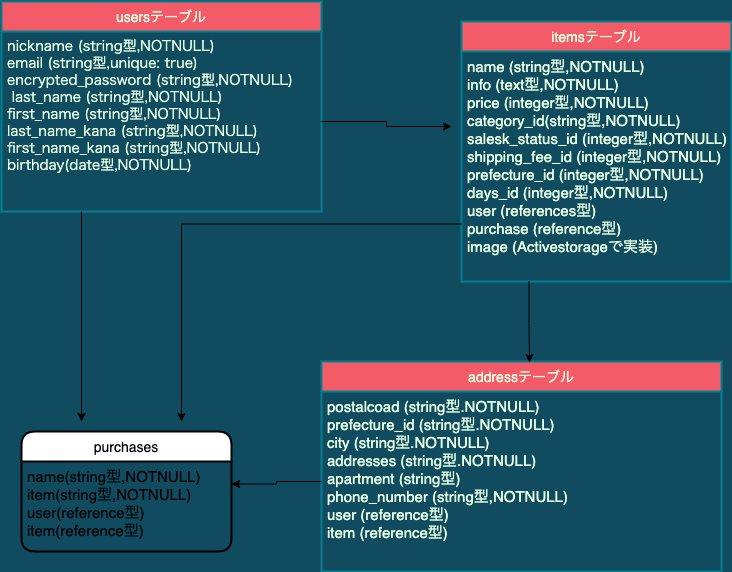 usersテーブル
nickname (string型,NOTNULL)
email (string型,unique: true)
encrypted_password (string型,NOTNULL)
last_name (string型,NOTNULL)
first_name (string型,NOTNULL)
last_name_kana (string型,NOTNULL)
first_name_kana (string型,NOTNULL)
birthday(date型,NOTNULL)
itemsテーブル
name (string型,NOTNULL)
info (text型,NOTNULL)
price (integer型,NOTNULL)
category_id(string型,NOTNULL)
salesk_status_id (integer型,NOTNULL)
shipping_fee_id (integer型,NOTNULL)
prefecture_id (integer型,NOTNULL)
days_id (integer型,NOTNULL)
user (references型)
purchase (reference型)
image (Activestorageで実装)
addressテーブル
postalcoad (string型.NOTNULL)
prefecture_id (string型.NOTNULL)
city (string型.NOTNULL)
addresses (string型.NOTNULL)
apartment (string型)
phone_number (string型,NOTNULL)
user (reference型)
item (reference型)
purchases
name(string型,NOTNULL)
item(string型,NOTNULL)
user(reference型)
item(reference型)